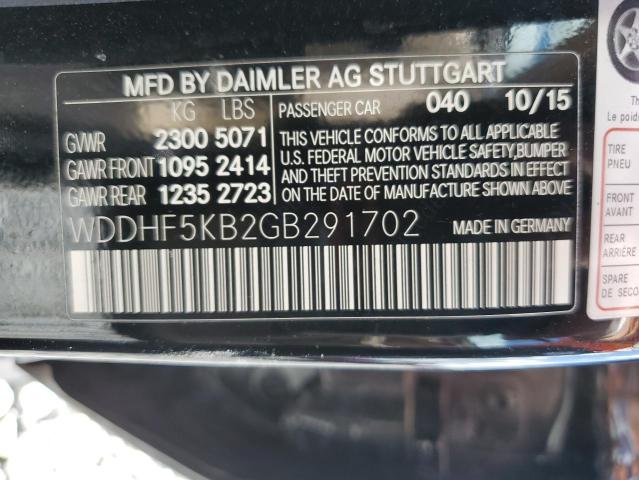 MFD BY DAIMLER AG STUTTGART
KG LBS PASSENGER CAR 040 10/15
GVWR 2300 5071
GAWR FRONT 1095 2414
GAWR REAR 1235 2723
THIS VEHICLE CONFORMS TO ALL APPLICABLE
U.S. FEDERAL MOTOR VEHICLE SAFETY,BUMPER
AND THEFT PREVENTION STANDARDS IN EFFECT
ON THE DATE OF MANUFACTURE SHOWN ABOVE
WDDHF5KB2GB291702 MADE IN GERMANY
Le poid
TIRE
PNEU
FRONT
AVANT
REAR
ARRIÈRE
SPARE
DE SECO